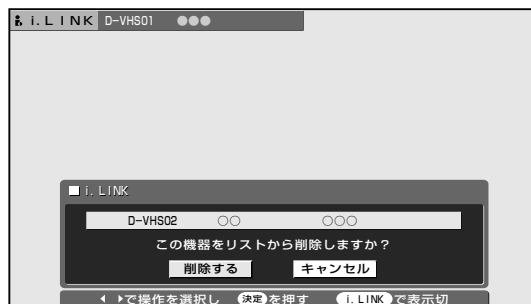 i.LINK D-VHS01 ●●●
i.LINK
D-VHS02 ○○ ○○○
この機器をリストから削除しますか？
削除する キャンセル
で操作を選択し 決定を押す i.LINKで表示切